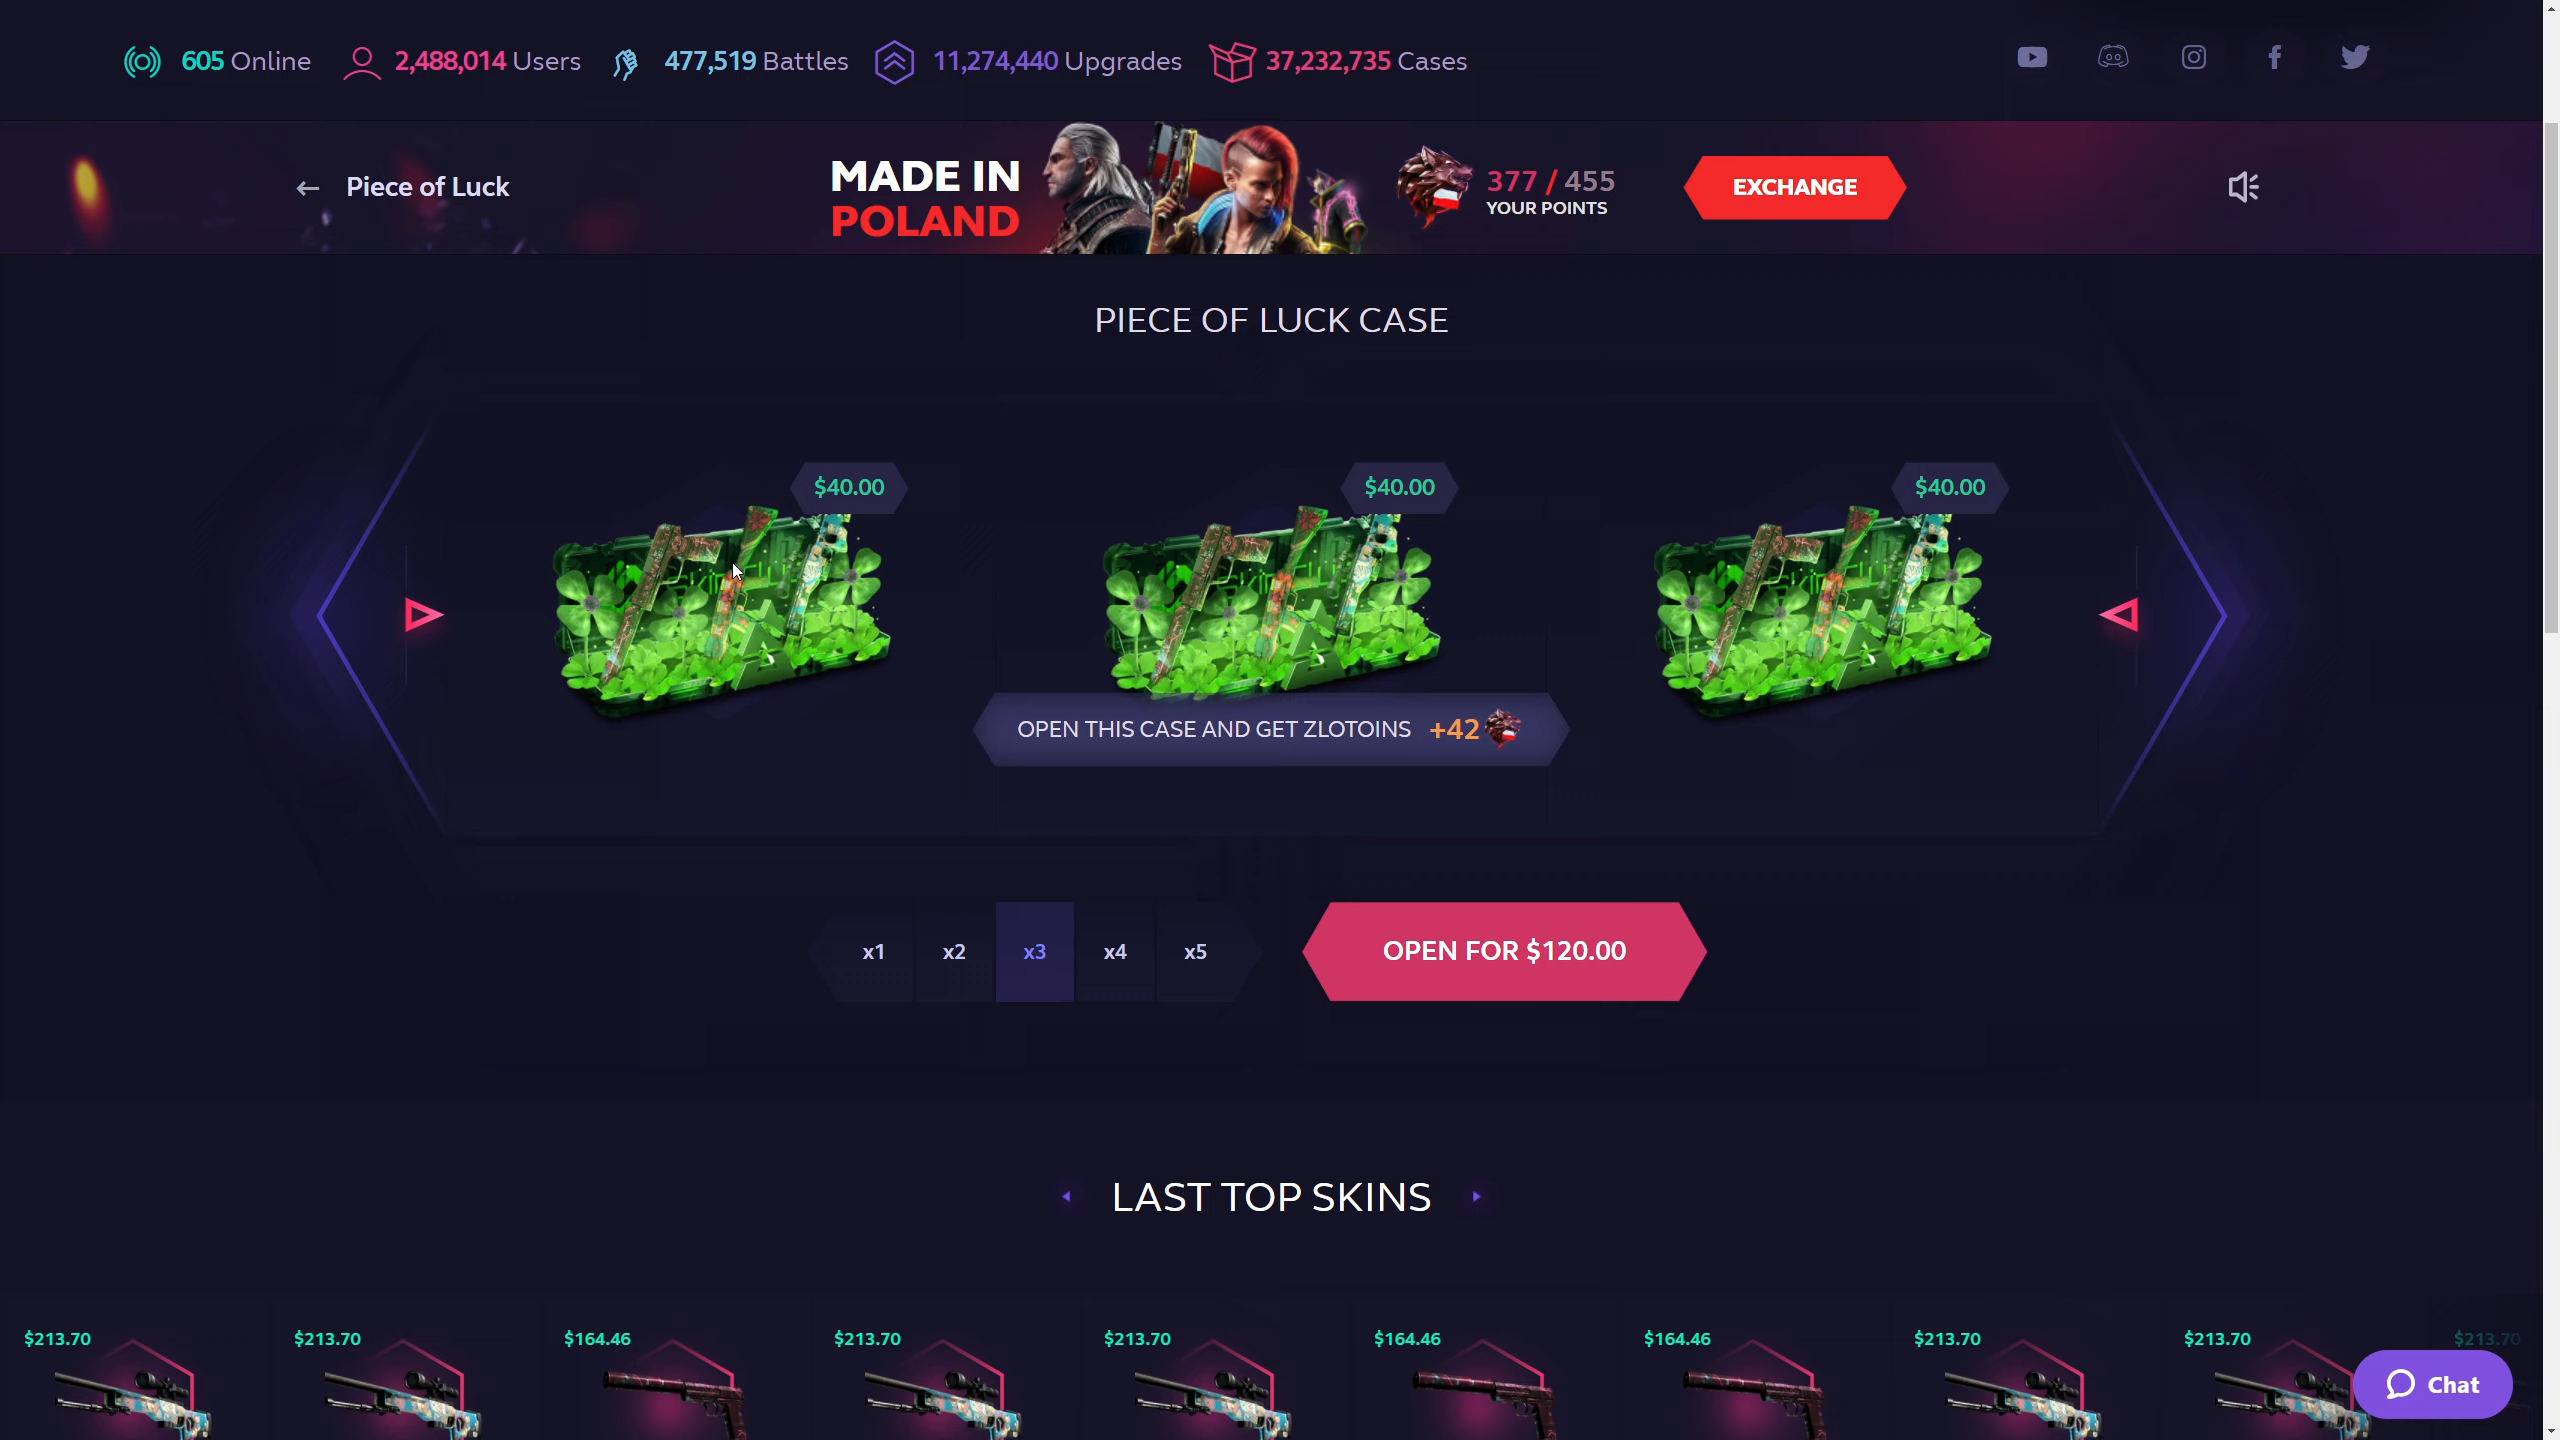 605 Online 2,488,014 Users 477,519 Battles 11,274,440 Upgrades 37,232,735 Cases
← Piece of Luck
MADE IN
POLAND
377 / 455
YOUR POINTS
EXCHANGE
PIECE OF LUCK CASE
$40.00 $40.00 $40.00
OPEN THIS CASE AND GET ZLOTOINS +42
x1 x2 x3 x4 x5
OPEN FOR $120.00
LAST TOP SKINS
$213.70 $213.70 $164.46 $213.70 $213.70 $164.46 $164.46 $213.70 $213.70 $213.70
Chat